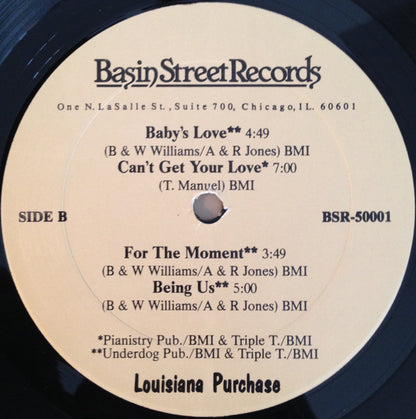 Basin Street Records
One N. LaSalle St., Suite 700, Chicago, IL. 60601
Baby's Love** 4:49
(B & W Williams/A & R Jones) BMI
Can't Get Your Love* 7:00
(T. Manuel) BMI
SIDE B BSR-50001
For The Moment** 3:49
(B & W Williams/A & R Jones) BMI
Being Us** 5:00
(B & W Williams/A & R Jones) BMI
*Pianistry Pub./BMI & Triple T./BMI
**Underdog Pub./BMI & Triple T./BMI
Louisiana Purchase